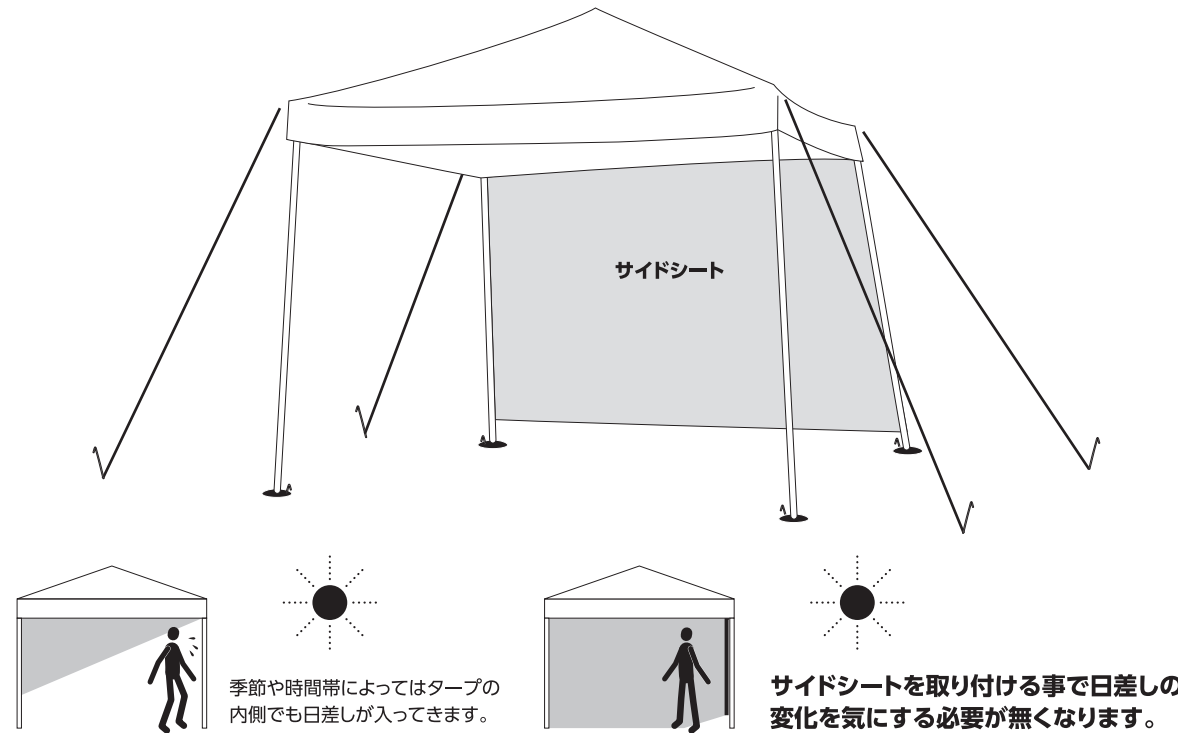 サイドシート
季節や時間帯によってはタープの
内側でも日差しが入ってきます。
サイドシートを取り付ける事で日差しの
変化を気にする必要が無くなります。